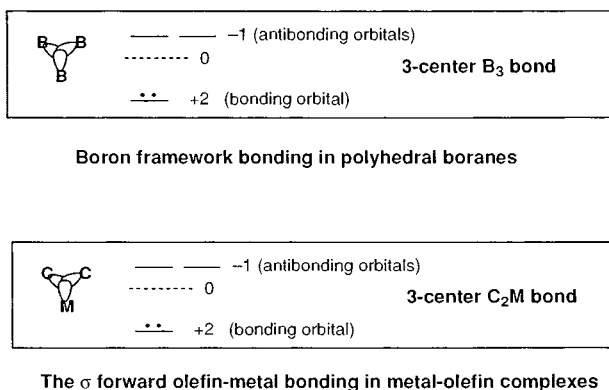 B B
B
−1 (antibonding orbitals)
0
3-center B₃ bond
+2 (bonding orbital)
Boron framework bonding in polyhedral boranes
C C
M
−1 (antibonding orbitals)
0
3-center C₂M bond
+2 (bonding orbital)
The σ forward olefin-metal bonding in metal-olefin complexes